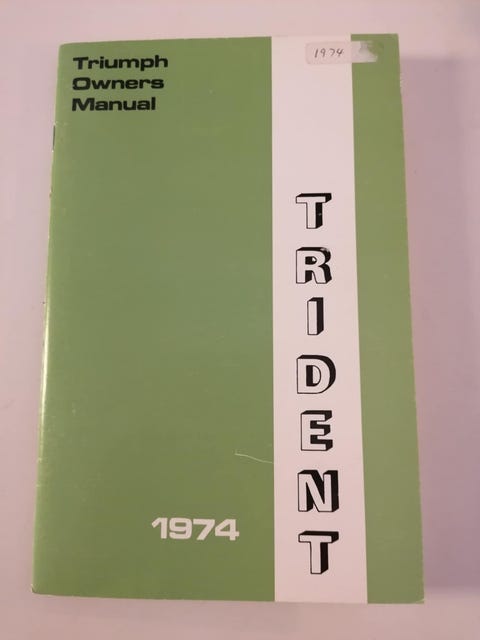 Triumph
Owners
Manual
1974
TRIDENT
1974